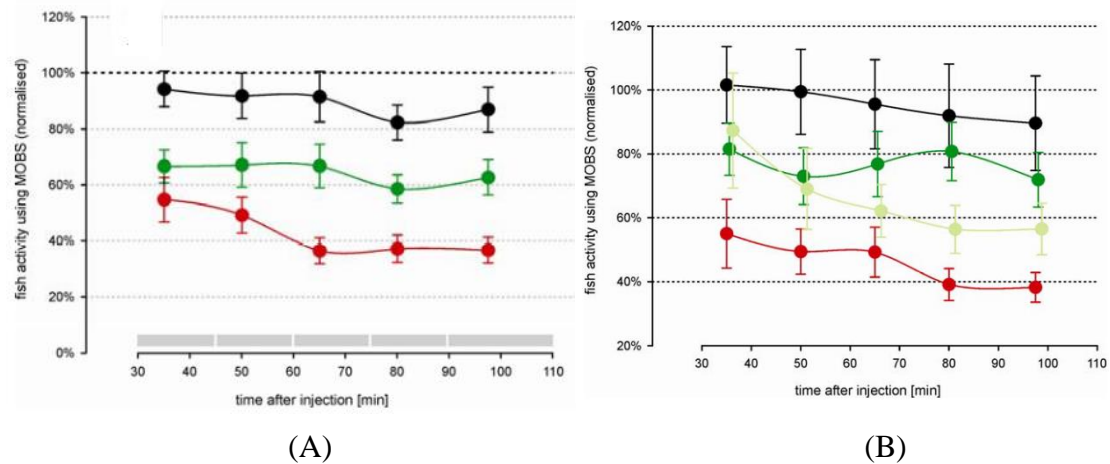 120%
100%
80%
60%
40%
20%
0%
fish activity using MOBS (normalised)
30 40 50 60 70 80 90 100 110
time after injection [min]
(A)
120%
100%
80%
60%
40%
20%
fish activity using MOBS (normalised)
30 40 50 60 70 80 90 100 110
time after injection [min]
(B)